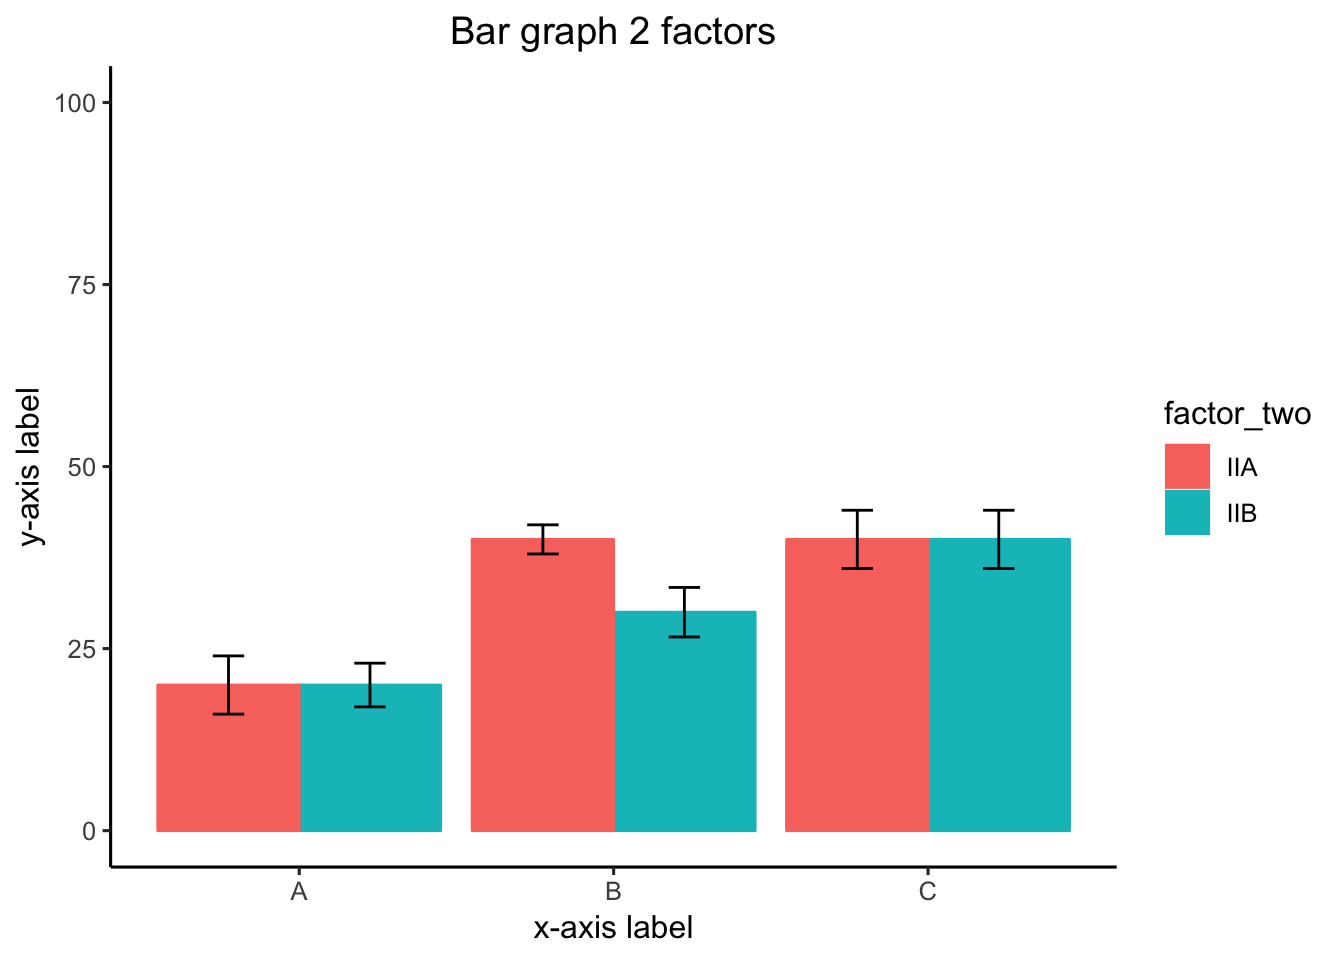 Bar graph 2 factors
100
75
50
25
0
y-axis label
A
B
C
x-axis label
factor_two
IIA
IIB